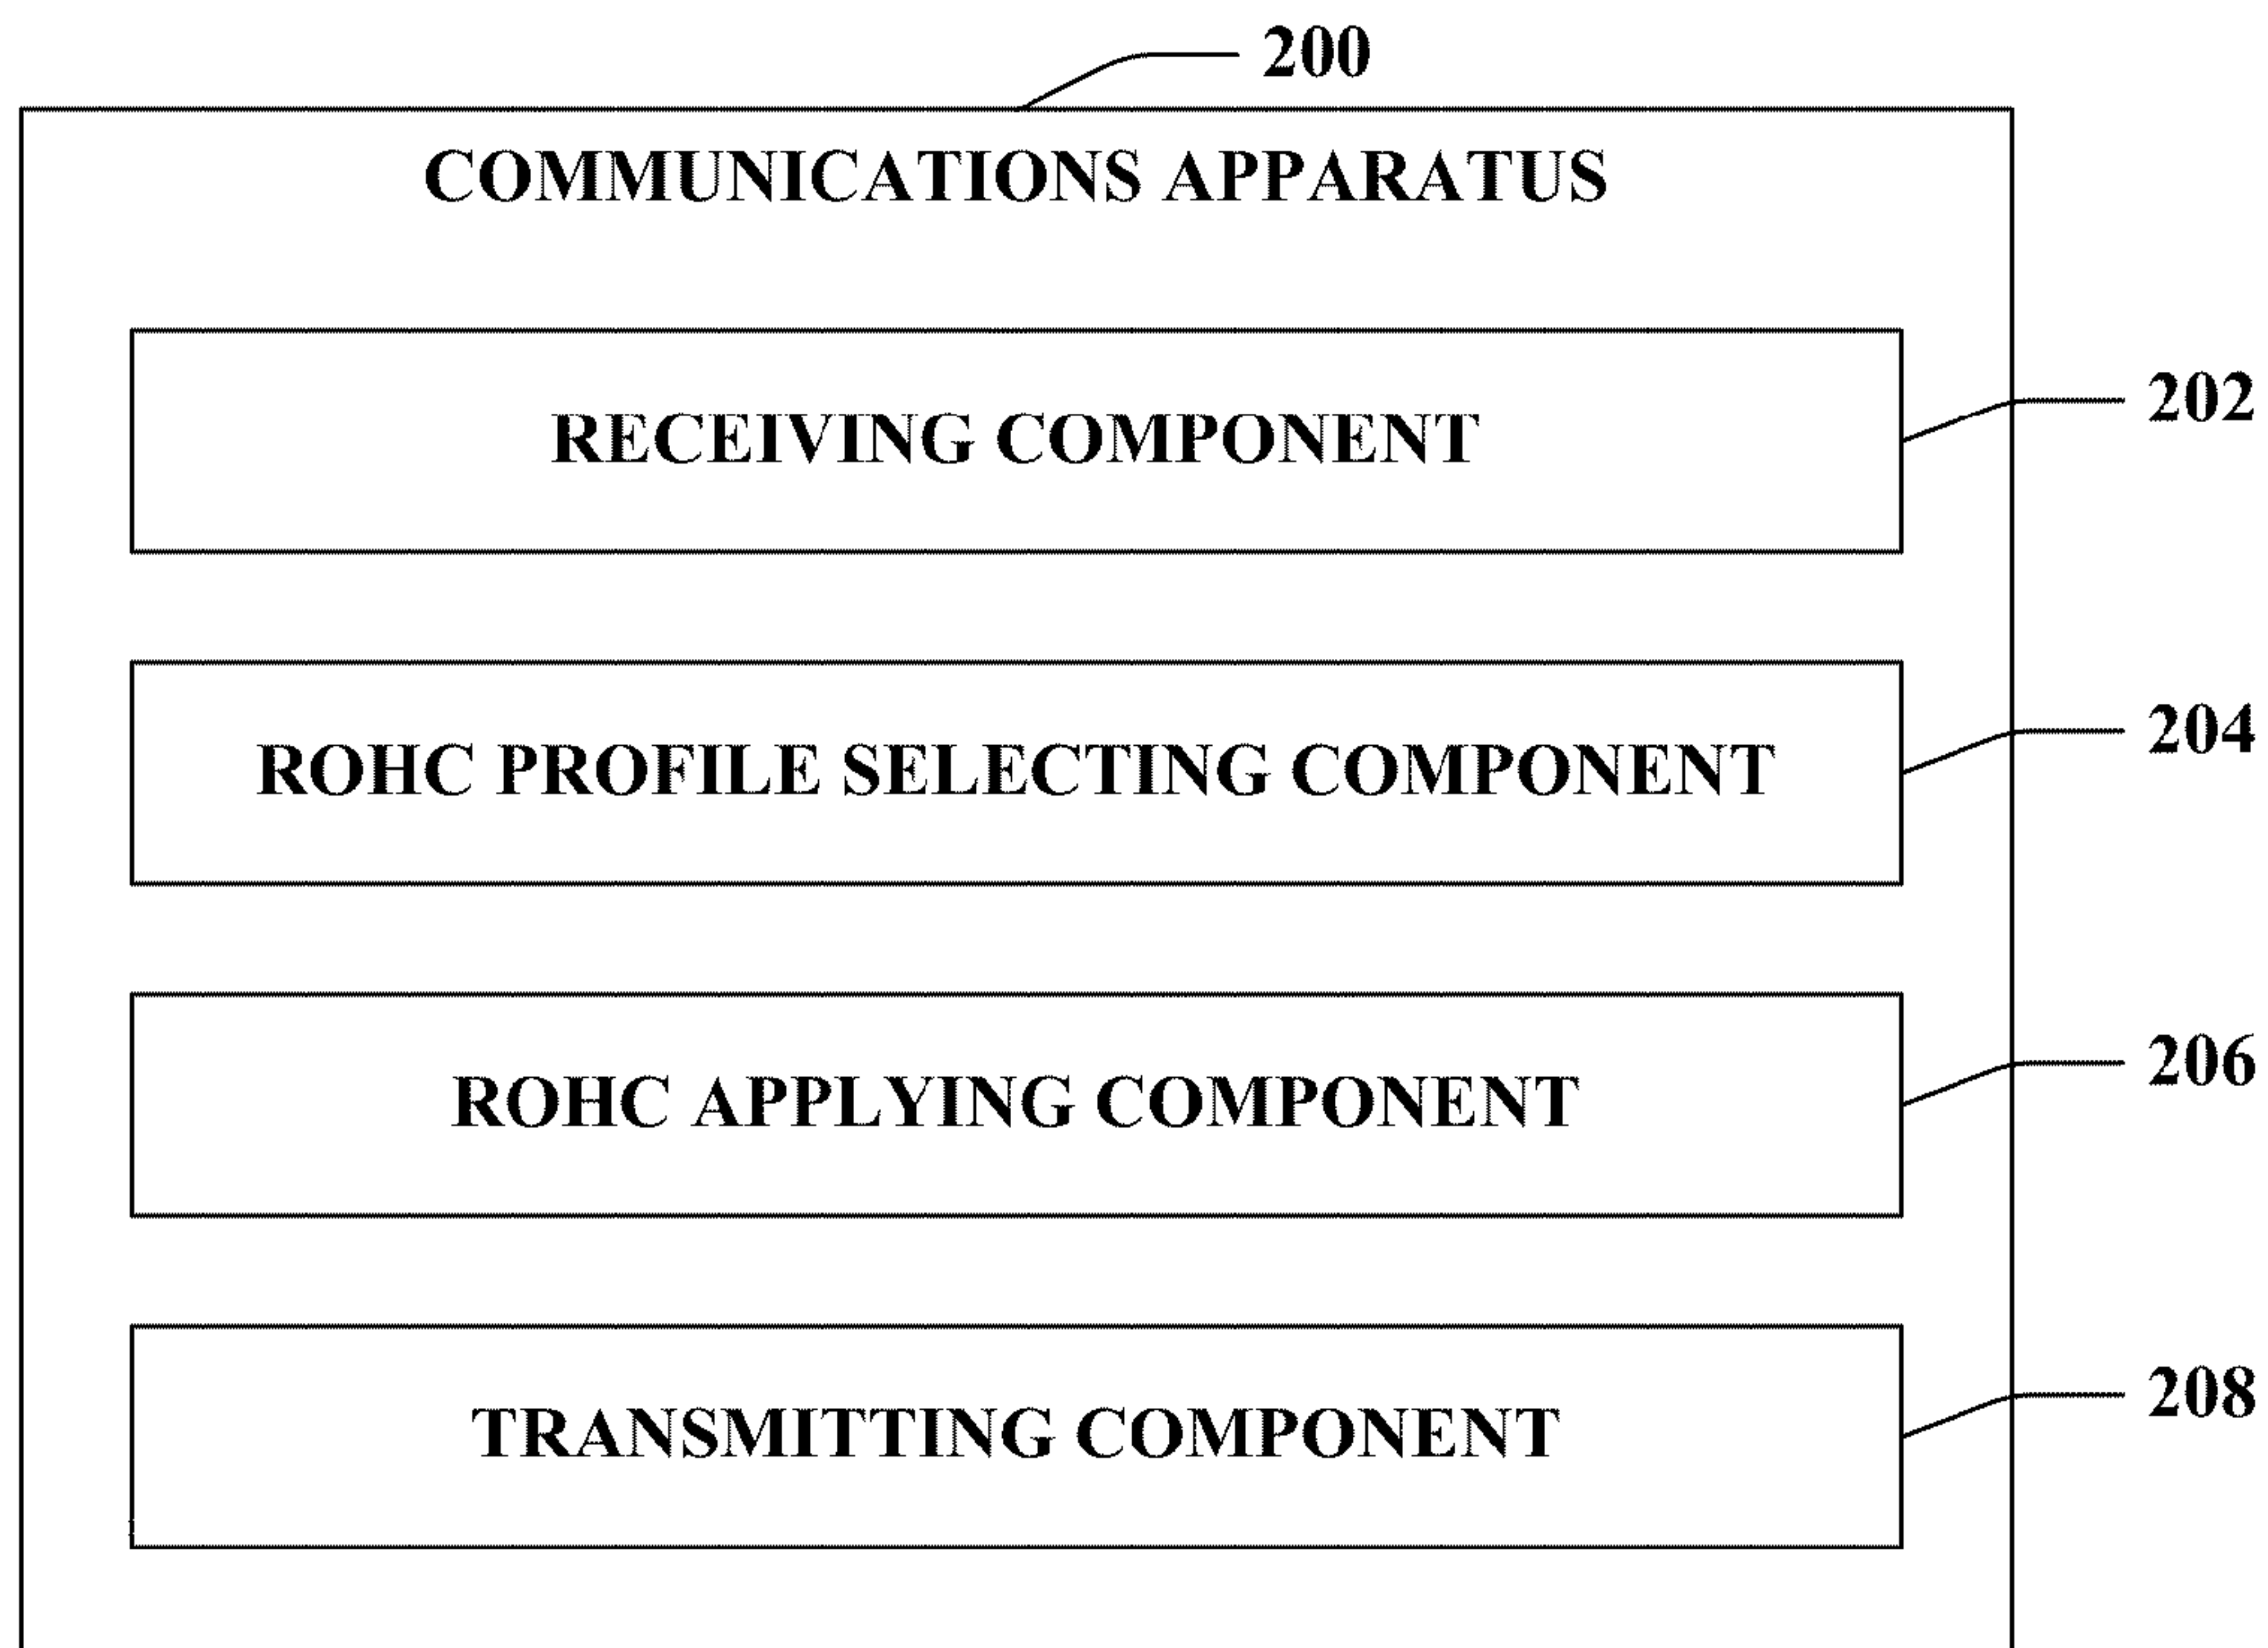 200
COMMUNICATIONS APPARATUS
RECEIVING COMPONENT
202
ROHC PROFILE SELECTING COMPONENT
204
ROHC APPLYING COMPONENT
206
TRANSMITTING COMPONENT
208